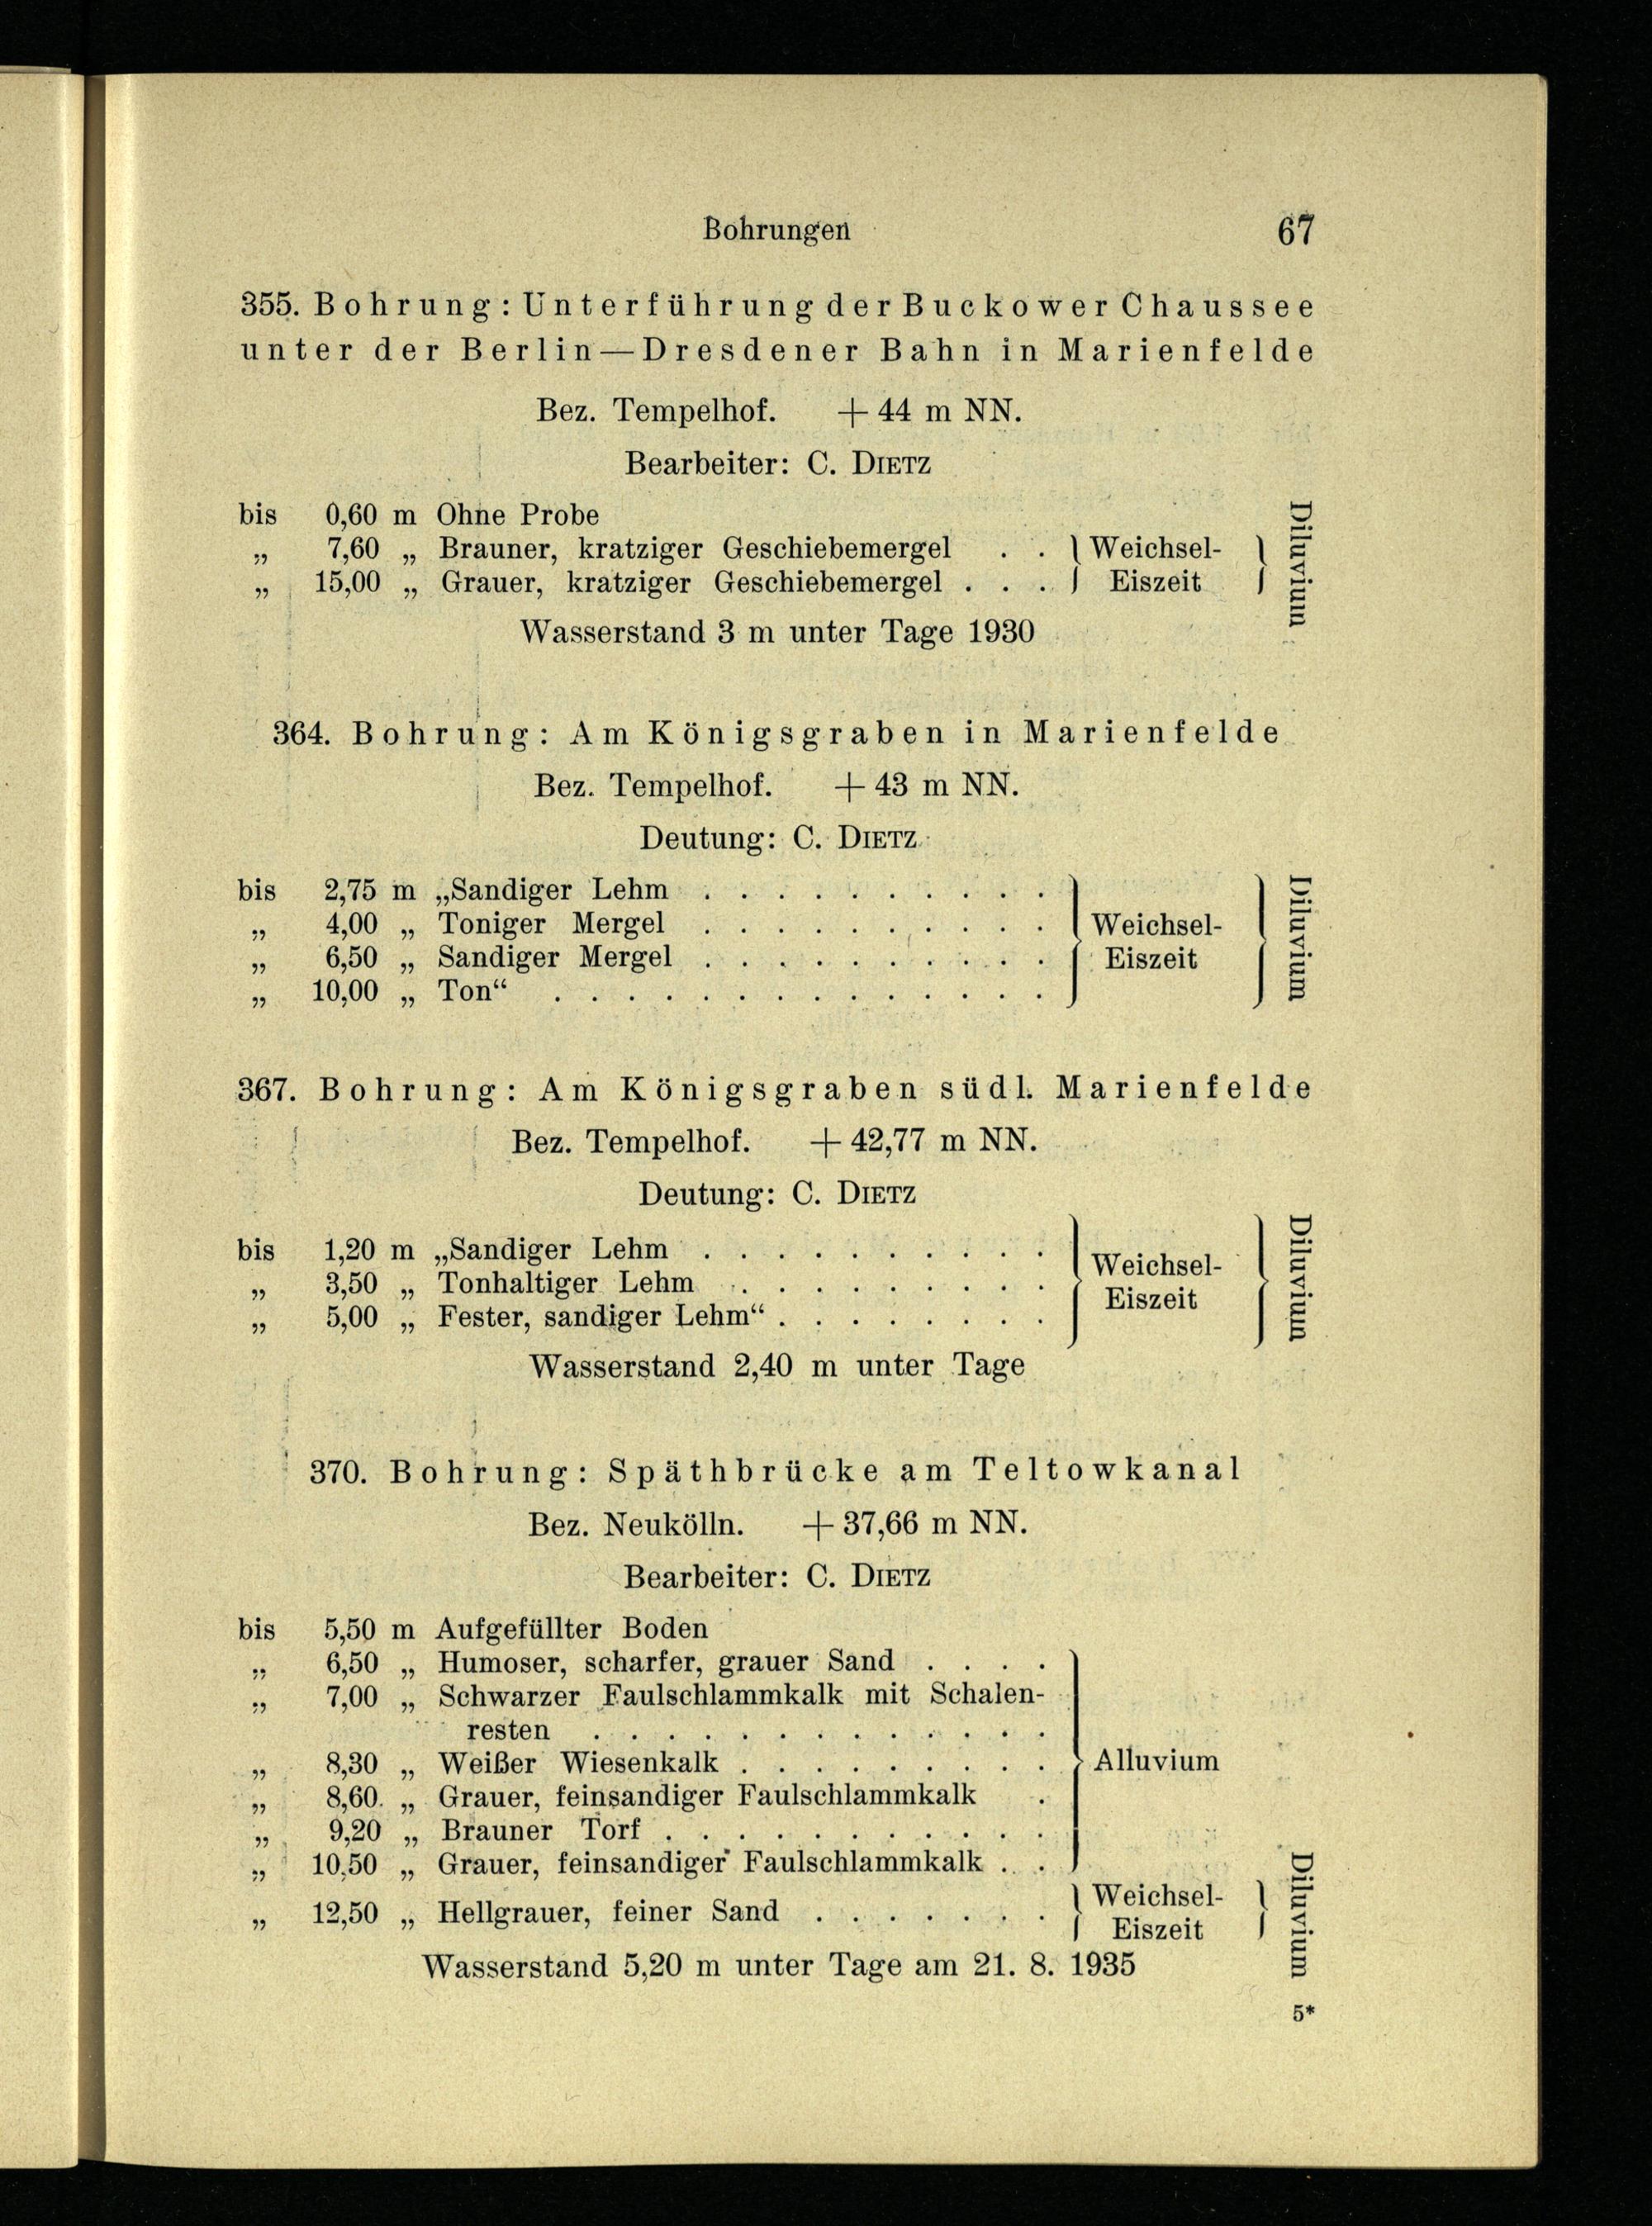 Bohrungen 67
355. Bohrung: Unterführung der Buckower Chaussee
unter der Berlin—Dresdener Bahn in Marienfelde
Bez. Tempelhof. + 44 m NN.
Bearbeiter: C. DIETZ
bis 0,60 m Ohne Probe
„ 7,60 „ Brauner, kratziger Geschiebemergel . . } Weichsel- } Diluvium
„ 15,00 „ Grauer, kratziger Geschiebemergel . . . } Eiszeit
Wasserstand 3 m unter Tage 1930
364. Bohrung: Am Königsgraben in Marienfelde
Bez. Tempelhof. + 43 m NN.
Deutung: C. DIETZ
bis 2,75 m „Sandiger Lehm . . . . . . . . . .
„ 4,00 „ Toniger Mergel . . . . . . . . . . } Weichsel- } Diluvium
„ 6,50 „ Sandiger Mergel . . . . . . . . . . } Eiszeit
„ 10,00 „ Ton“ . . . . . . . . . . . . . .
367. Bohrung: Am Königsgraben südl. Marienfelde
Bez. Tempelhof. + 42,77 m NN.
Deutung: C. DIETZ
bis 1,20 m „Sandiger Lehm . . . . . . . . . . } Weichsel- } Diluvium
„ 3,50 „ Tonhaltiger Lehm . . . . . . . . . } Eiszeit
„ 5,00 „ Fester, sandiger Lehm“ . . . . . . . .
Wasserstand 2,40 m unter Tage
370. Bohrung: Späthbrücke am Teltowkanal
Bez. Neukölln. + 37,66 m NN.
Bearbeiter: C. DIETZ
bis 5,50 m Aufgefüllter Boden
„ 6,50 „ Humoser, scharfer, grauer Sand . . . .
„ 7,00 „ Schwarzer Faulschlammkalk mit Schalen-
resten . . . . . . . . . . . . .
„ 8,30 „ Weißer Wiesenkalk . . . . . . . . . } Alluvium
„ 8,60 „ Grauer, feinsandiger Faulschlammkalk .
„ 9,20 „ Brauner Torf . . . . . . . . . . .
„ 10,50 „ Grauer, feinsandiger Faulschlammkalk . .
„ 12,50 „ Hellgrauer, feiner Sand . . . . . . . } Weichsel- Eiszeit } Diluvium
Wasserstand 5,20 m unter Tage am 21. 8. 1935
5*